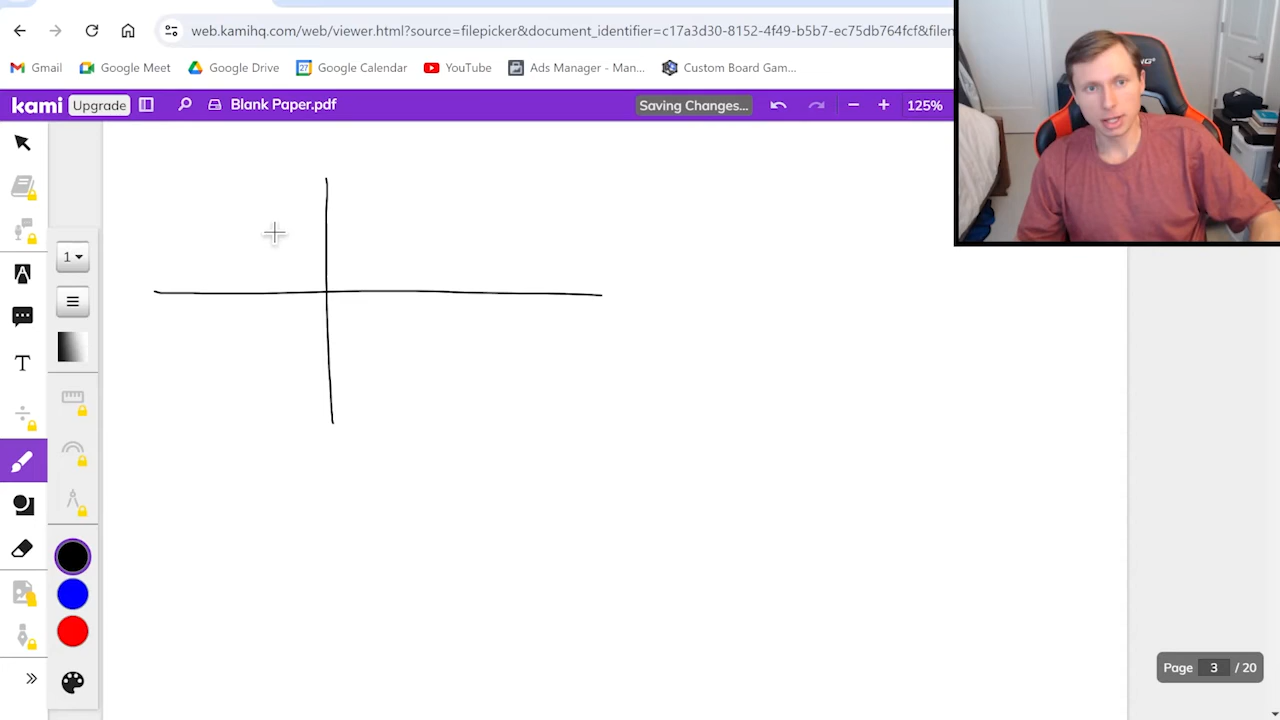 web.kamihq.com/web/viewer.html?source=filepicker&document_identifier=c17a3d30-8152-4f49-b5b7-ec75db764fcf&filen
Gmail Google Meet Google Drive 27 Google Calendar YouTube Ads Manager - Man... Custom Board Gam...
kami Upgrade Blank Paper.pdf Saving Changes... 125%
1
T
Page 3 / 20